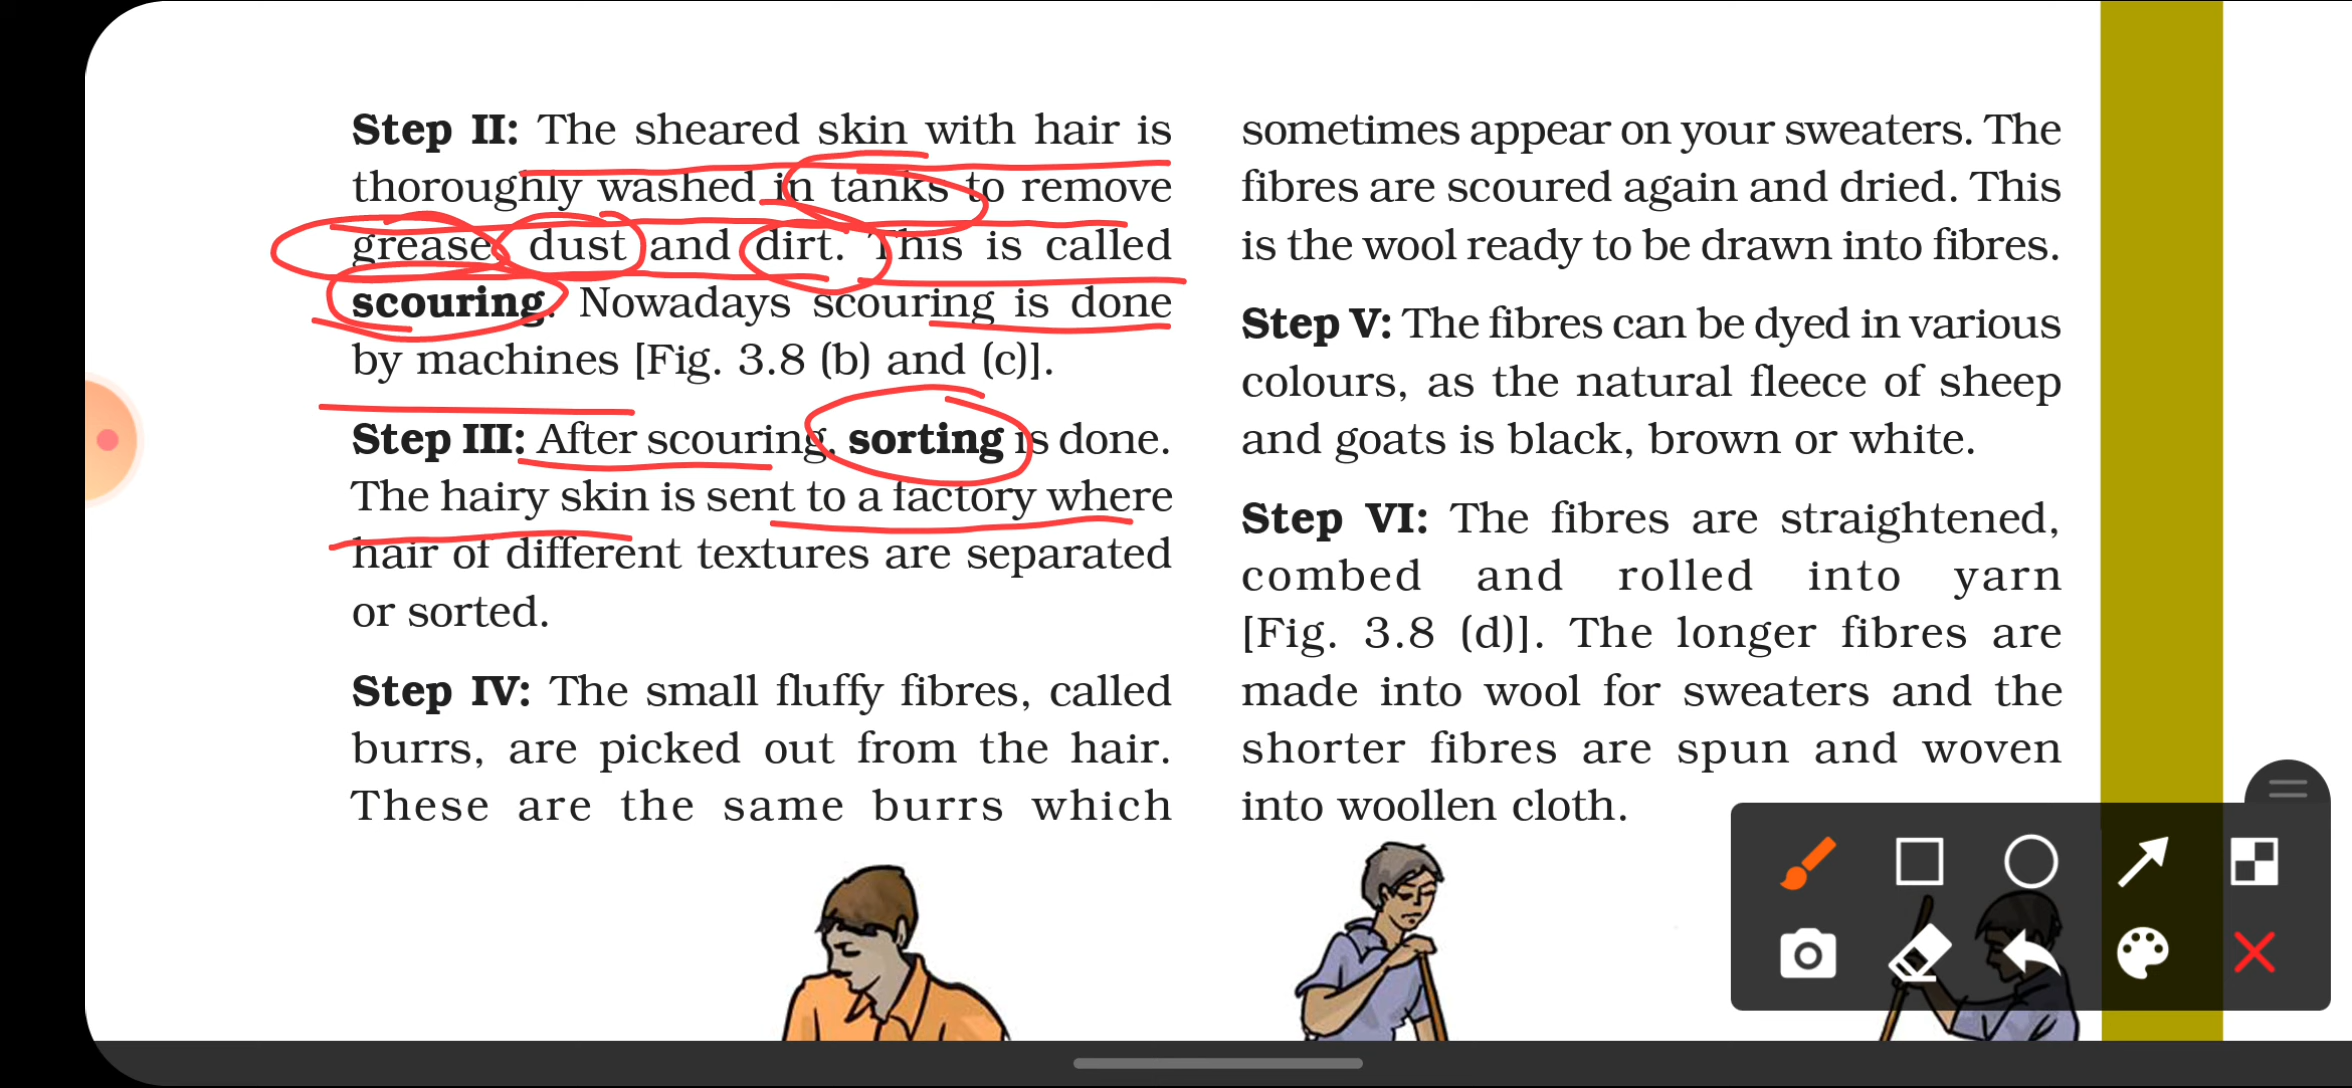 Step II: The sheared skin with hair is
thoroughly washed in tanks to remove
grease, dust and dirt. This is called
scouring. Nowadays scouring is done
by machines [Fig. 3.8 (b) and (c)].
Step III: After scouring, sorting is done.
The hairy skin is sent to a factory where
hair of different textures are separated
or sorted.
Step IV: The small fluffy fibres, called
burrs, are picked out from the hair.
These are the same burrs which
sometimes appear on your sweaters. The
fibres are scoured again and dried. This
is the wool ready to be drawn into fibres.
Step V: The fibres can be dyed in various
colours, as the natural fleece of sheep
and goats is black, brown or white.
Step VI: The fibres are straightened,
combed and rolled into yarn
[Fig. 3.8 (d)]. The longer fibres are
made into wool for sweaters and the
shorter fibres are spun and woven
into woollen cloth.